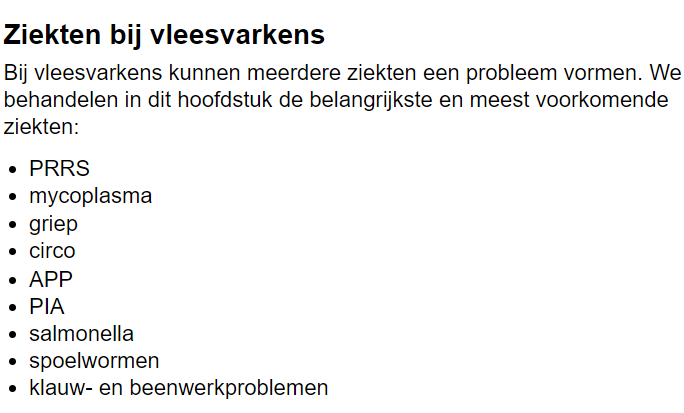 Ziekten bij vleesvarkens
Bij vleesvarkens kunnen meerdere ziekten een probleem vormen. We
behandelen in dit hoofdstuk de belangrijkste en meest voorkomende
ziekten:
• PRRS
• mycoplasma
• griep
• circo
• APP
• PIA
• salmonella
• spoelwormen
• klauw- en beenwerkproblemen